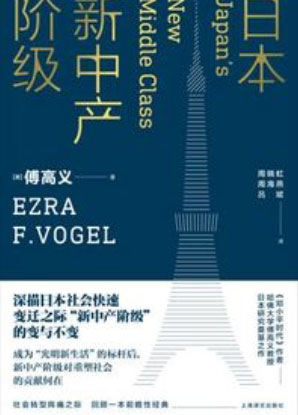 日本
新中产
阶级
Japan's
New
Middle Class
[美] 傅高义 —— 著
EZRA
F.VOGEL
周晓虹
周海燕
吕斌 译
深描日本社会快速
变迁之际“新中产阶级”
的变与不变
成为“光明新生活”的标杆后，
新中产阶级对重塑社会
的贡献何在
《邓小平时代》作者
哈佛大学傅高义教授
日本研究奠基之作
社会转型阵痛之际 回顾一本前瞻性经典
上海译文出版社